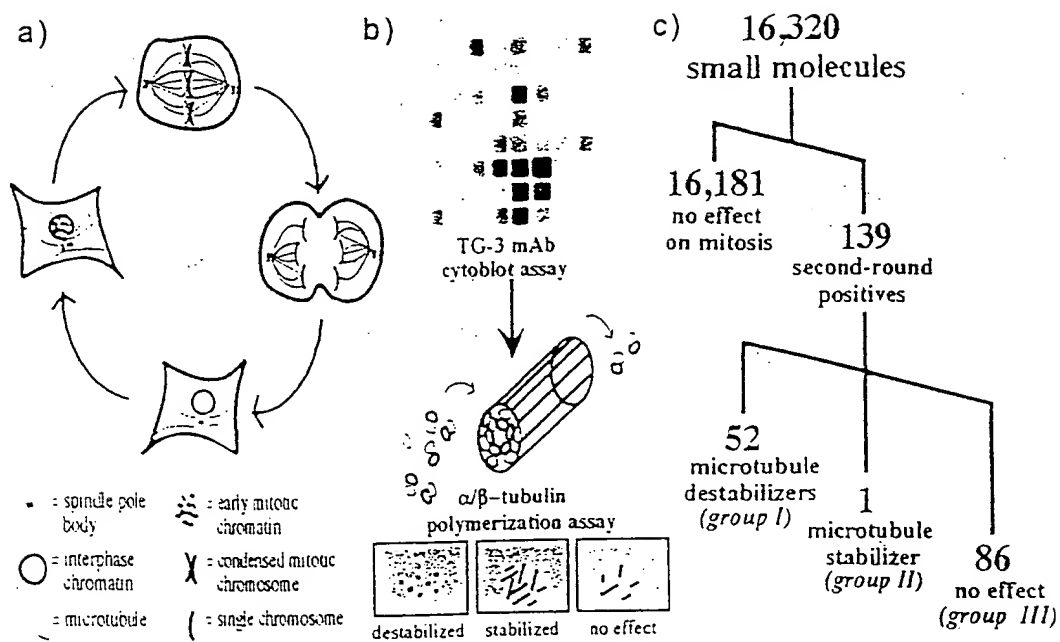 a)
b)
TG-3 mAb
cytoblot assay
α/β-tubulin
polymerization assay
destabilized
stabilized
no effect
c)
16,320
small molecules
16,181
no effect
on mitosis
139
second-round
positives
52
microtubule
destabilizers
(group I)
1
microtubule
stabilizer
(group II)
86
no effect
(group III)
= spindle pole
body
= early mitotic
chromatin
= interphase
chromatin
= condensed mitotic
chromosome
= microtubule
= single chromosome